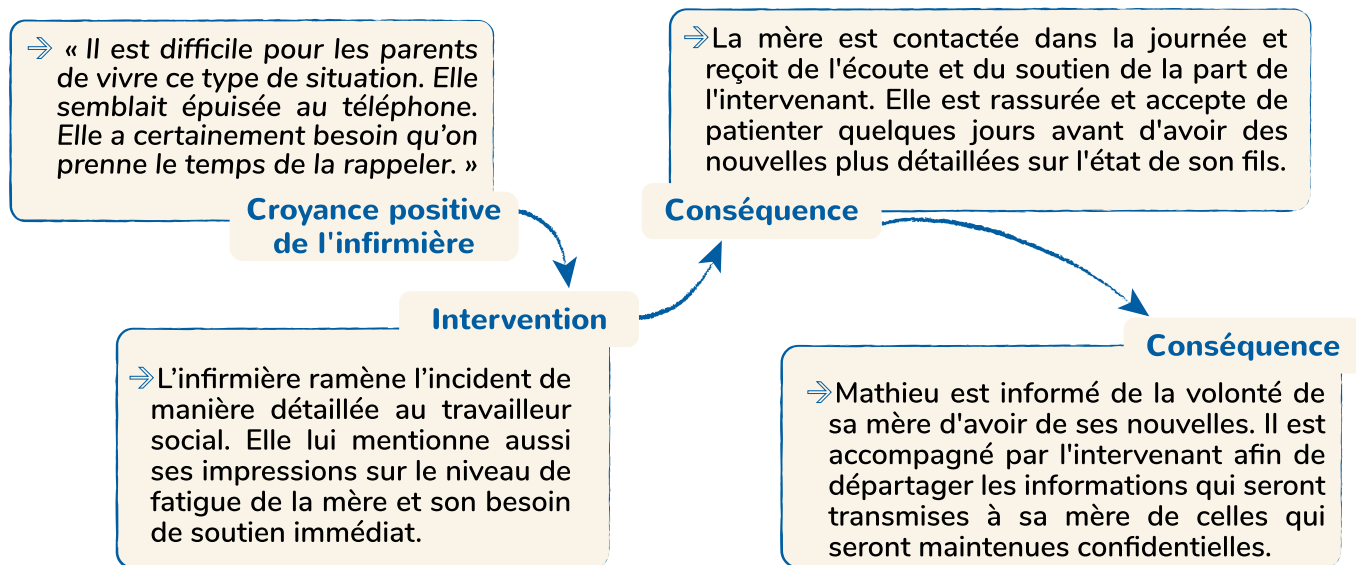 « Il est difficile pour les parents
de vivre ce type de situation. Elle
semblait épuisée au téléphone.
Elle a certainement besoin qu’on
prenne le temps de la rappeler. »
Croyance positive
de l'infirmière
Intervention
L’infirmière ramène l’incident de
manière détaillée au travailleur
social. Elle lui mentionne aussi
ses impressions sur le niveau de
fatigue de la mère et son besoin
de soutien immédiat.
La mère est contactée dans la journée et
reçoit de l'écoute et du soutien de la part de
l'intervenant. Elle est rassurée et accepte de
patienter quelques jours avant d'avoir des
nouvelles plus détaillées sur l'état de son fils.
Conséquence
Conséquence
Mathieu est informé de la volonté de
sa mère d'avoir de ses nouvelles. Il est
accompagné par l'intervenant afin de
départager les informations qui seront
transmises à sa mère de celles qui
seront maintenues confidentielles.